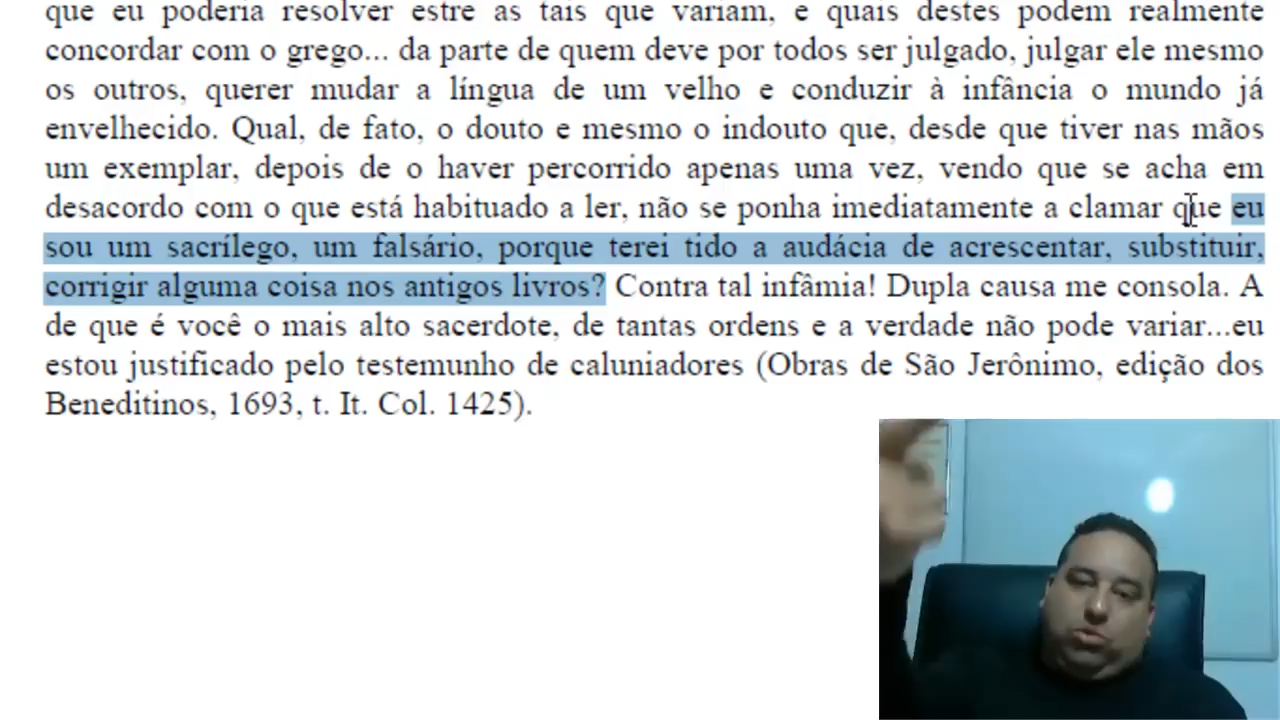 que eu poderia resolver estre as tais que variam, e quais destes podem realmente
concordar com o grego... da parte de quem deve por todos ser julgado, julgar ele mesmo
os outros, querer mudar a língua de um velho e conduzir à infância o mundo já
envelhecido. Qual, de fato, o douto e mesmo o indouto que, desde que tiver nas mãos
um exemplar, depois de o haver percorrido apenas uma vez, vendo que se acha em
desacordo com o que está habituado a ler, não se ponha imediatamente a clamar que eu
sou um sacrílego, um falsário, porque terei tido a audácia de acrescentar, substituir,
corrigir alguma coisa nos antigos livros? Contra tal infâmia! Dupla causa me consola. A
de que é você o mais alto sacerdote, de tantas ordens e a verdade não pode variar...eu
estou justificado pelo testemunho de caluniadores (Obras de São Jerônimo, edição dos
Beneditinos, 1693, t. It. Col. 1425).